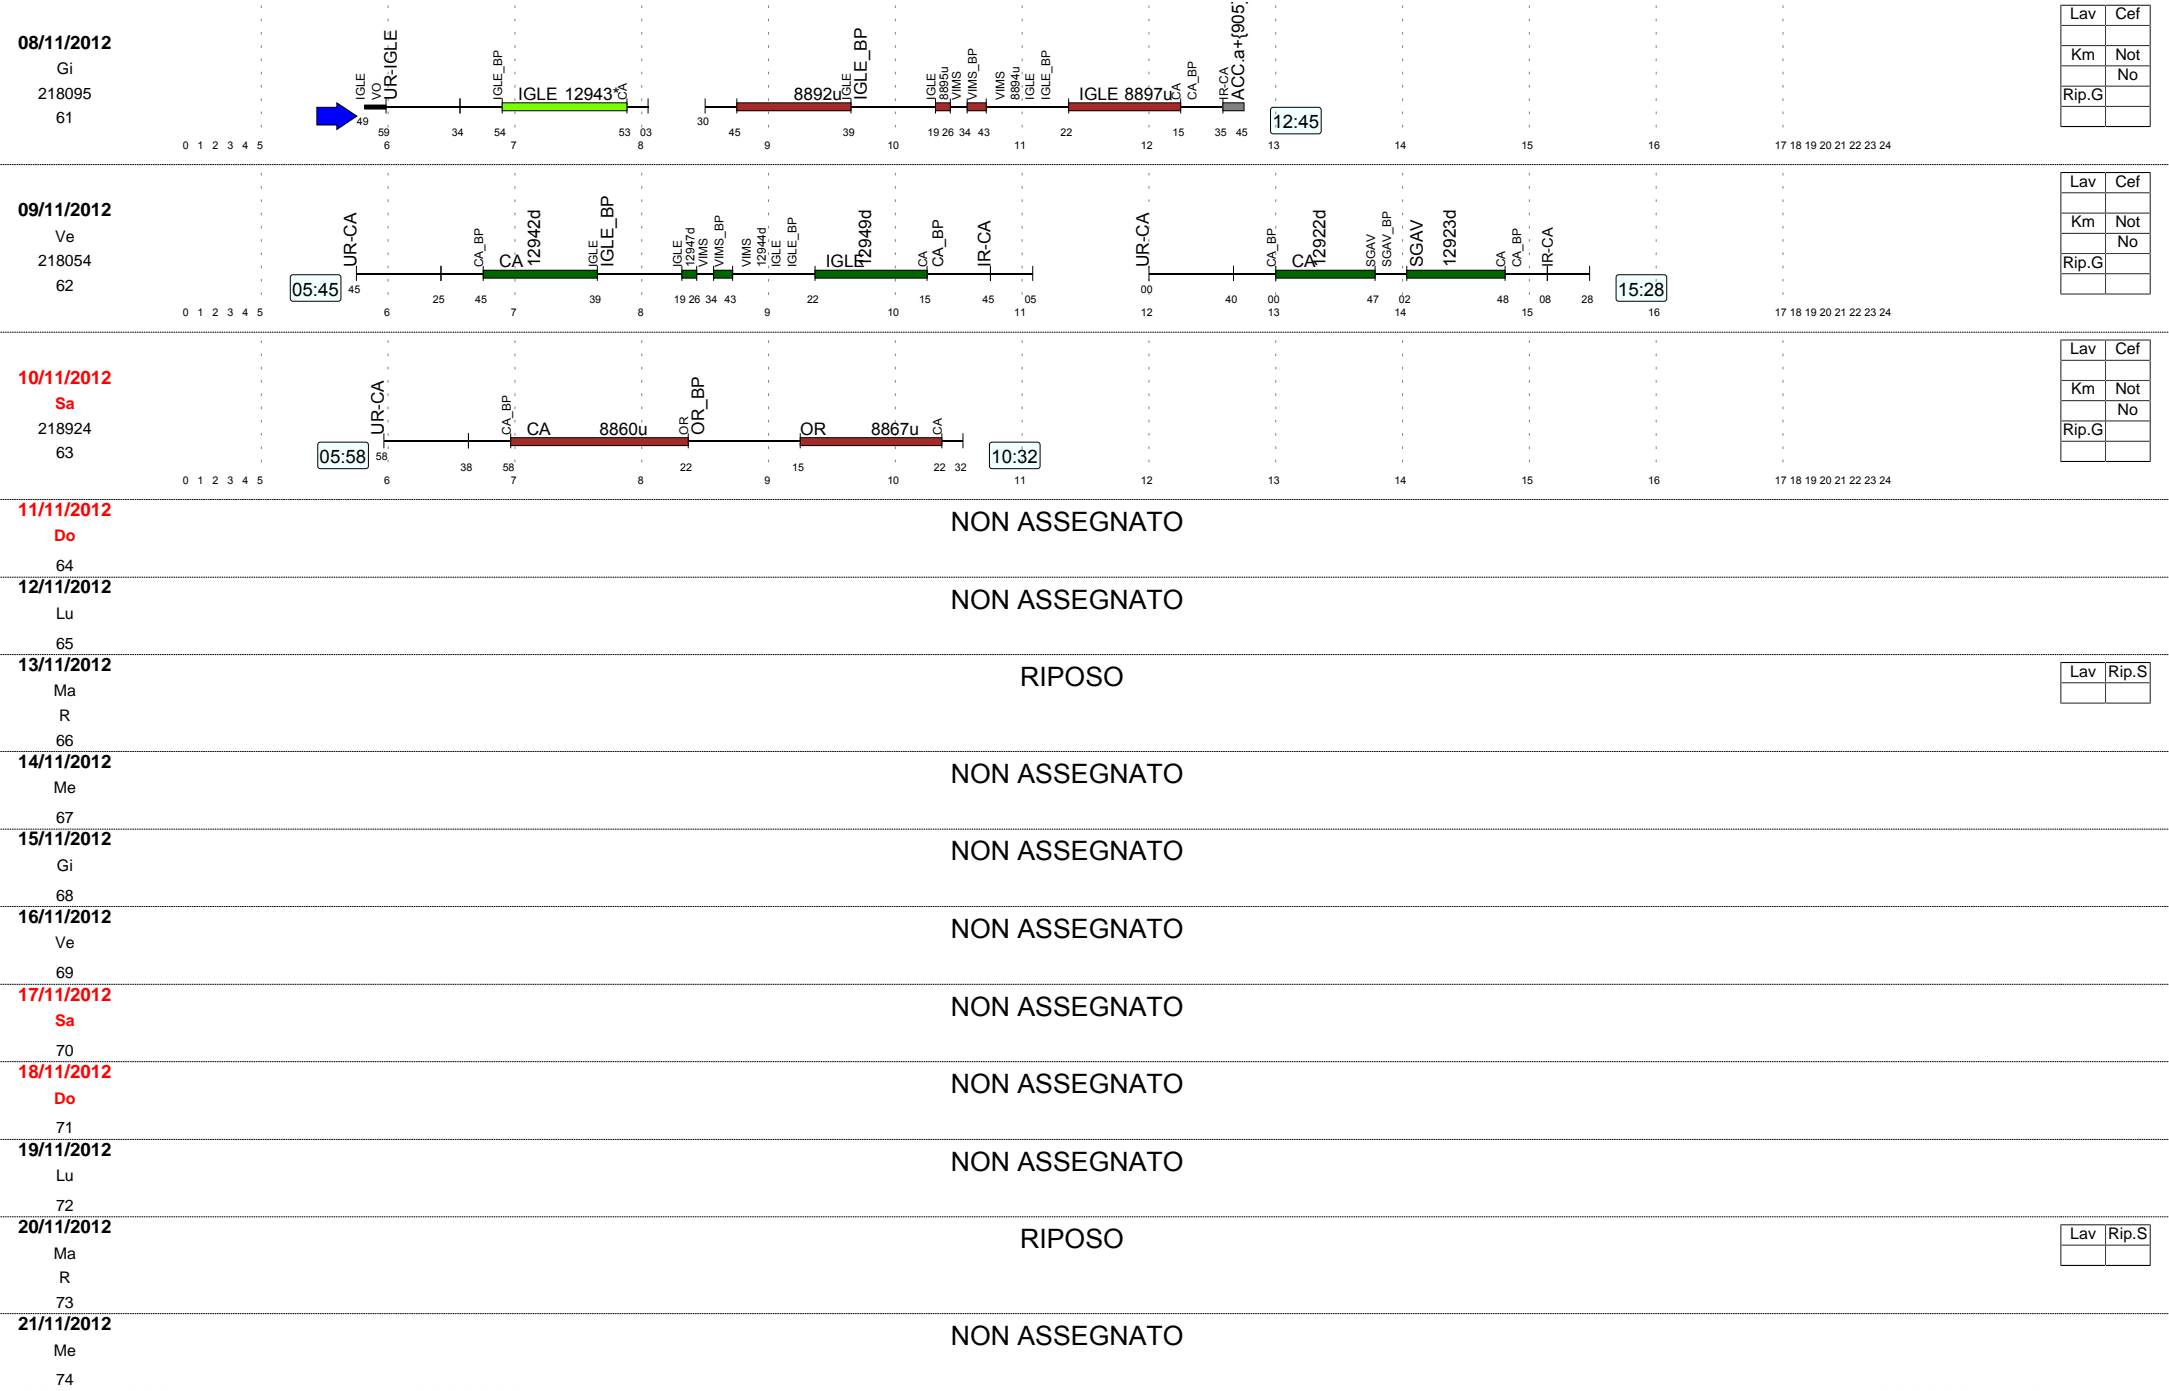 08/11/2012
Gi
218095
61
IGLE
VO
UR-IGLE
IGLE_BP
IGLE 12943*
CA
8892u
IGLE
IGLE_BP
IGLE
8895u
VIMS
VIMS_BP
VIMS
8894u
IGLE
IGLE_BP
IGLE 8897u
CA
CA_BP
IR-CA
49 59 34 54 53 03 30 45 39 19 26 34 43 22 15 35 45
12:45
0 1 2 3 4 5 6 7 8 9 10 11 12 13 14 15 16 17 18 19 20 21 22 23 24
Lav Cef
Km Not
No
Rip.G
09/11/2012
Ve
218054
62
05:45
UR-CA
CA_BP
CA
12942d
IGLE
IGLE_BP
IGLE
12947d
VIMS
VIMS_BP
VIMS
12944d
IGLE
IGLE_BP
IGLE
12949d
CA
CA_BP
IR-CA
UR-CA
CA_BP
CA
12922d
SGAV
SGAV_BP
SGAV
12923d
CA
CA_BP
IR-CA
45 25 45 39 19 26 34 43 22 15 45 05 00 40 00 47 02 48 08 28
15:28
0 1 2 3 4 5 6 7 8 9 10 11 12 13 14 15 16 17 18 19 20 21 22 23 24
Lav Cef
Km Not
No
Rip.G
10/11/2012
Sa
218924
63
05:58
UR-CA
CA_BP
CA 8860u
OR
OR_BP
OR 8867u
CA
58 38 58 22 15 22 32
10:32
0 1 2 3 4 5 6 7 8 9 10 11 12 13 14 15 16 17 18 19 20 21 22 23 24
Lav Cef
Km Not
No
Rip.G
11/11/2012
Do
64
NON ASSEGNATO
12/11/2012
Lu
65
NON ASSEGNATO
13/11/2012
Ma
R
66
RIPOSO
Lav Rip.S
14/11/2012
Me
67
NON ASSEGNATO
15/11/2012
Gi
68
NON ASSEGNATO
16/11/2012
Ve
69
NON ASSEGNATO
17/11/2012
Sa
70
NON ASSEGNATO
18/11/2012
Do
71
NON ASSEGNATO
19/11/2012
Lu
72
NON ASSEGNATO
20/11/2012
Ma
R
73
RIPOSO
Lav Rip.S
21/11/2012
Me
74
NON ASSEGNATO